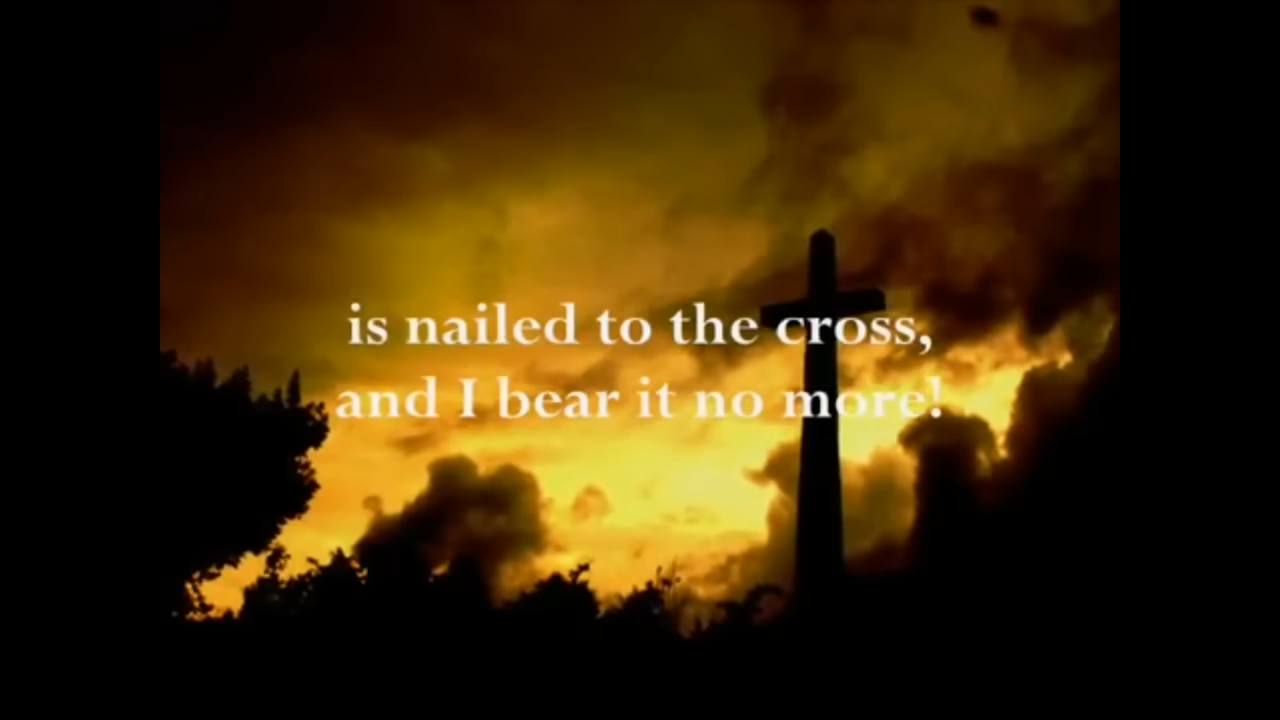 is nailed to the cross,
and I bear it no more!